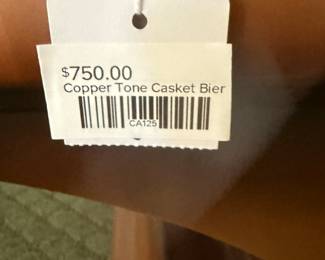 $750.00
Copper Tone Casket Bier
CA125